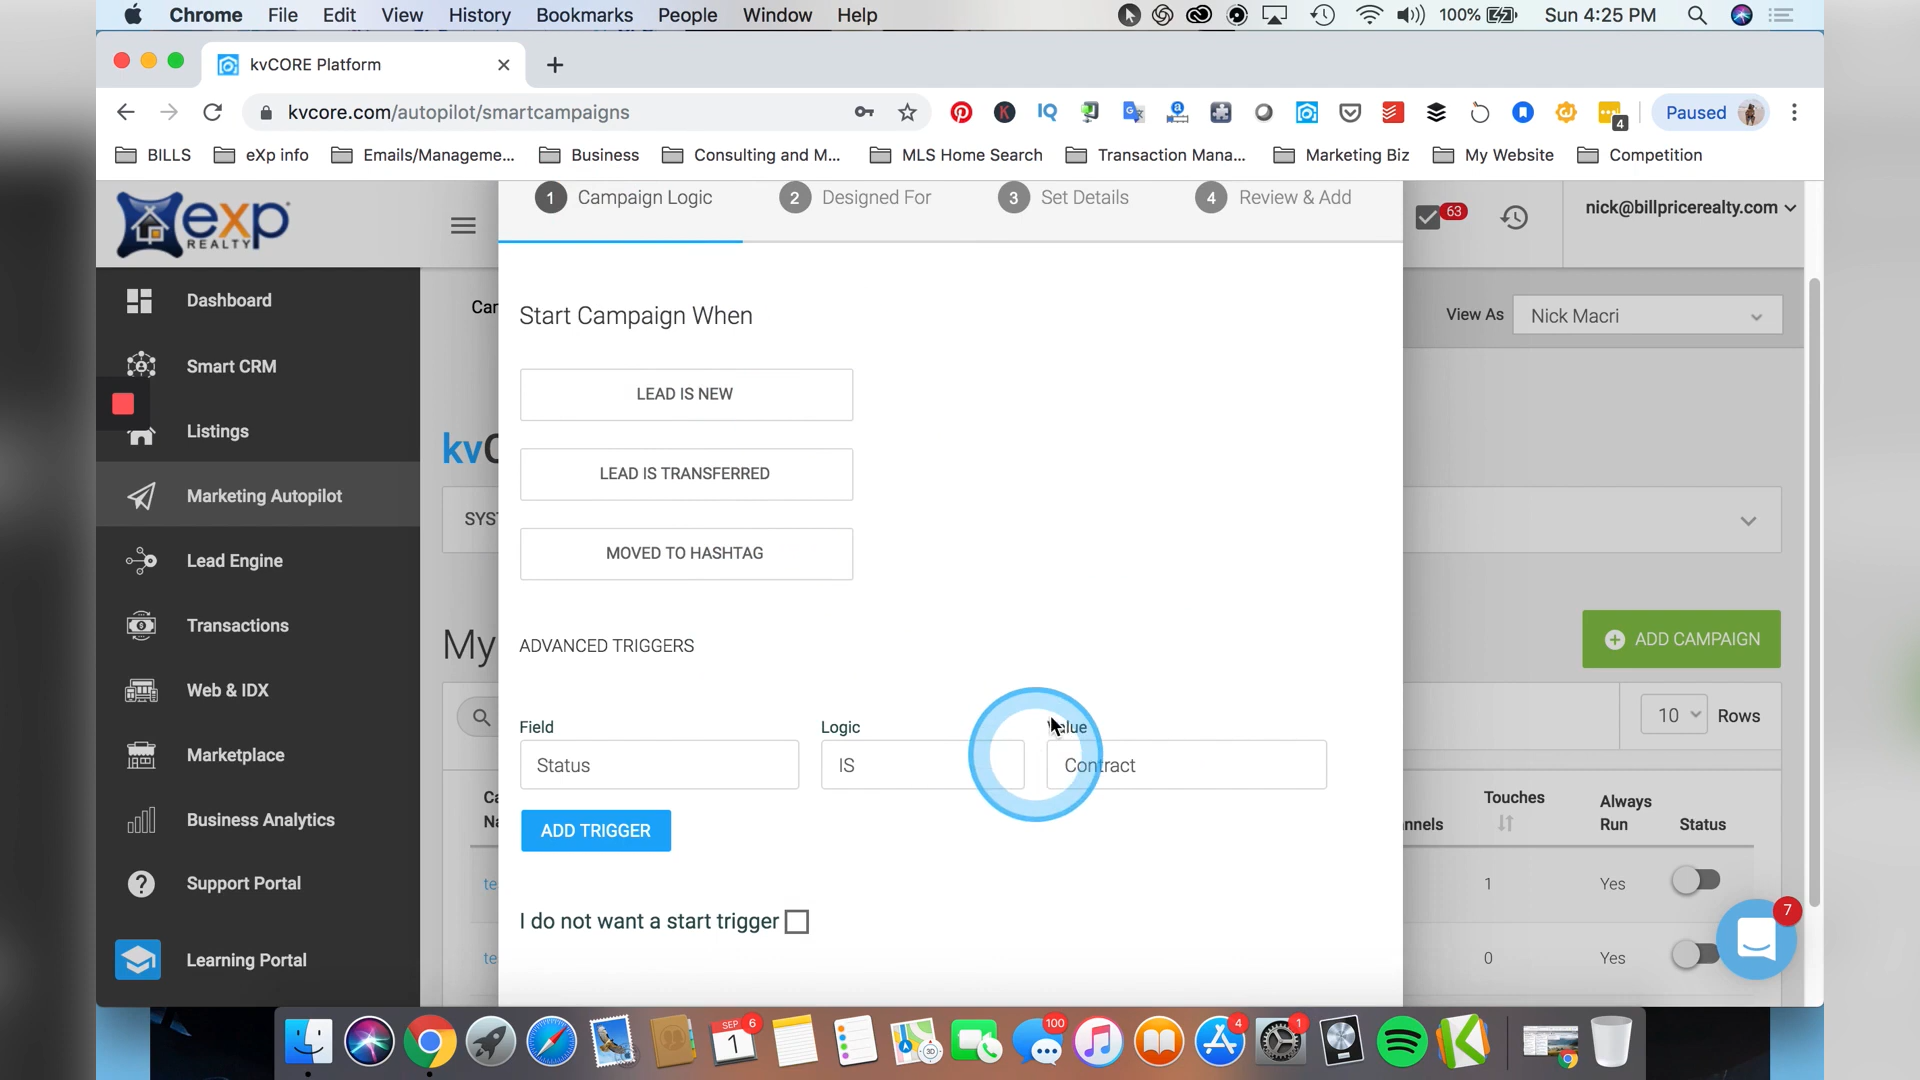 Chrome File Edit View History Bookmarks People Window Help 100% Sun 4:25 PM
kvCORE Platform
kvcore.com/autopilot/smartcampaigns
4
Paused
BILLS eXp info Emails/Manageme... Business Consulting and M... MLS Home Search Transaction Mana... Marketing Biz My Website Competition
exp
REALTY
1 Campaign Logic 2 Designed For 3 Set Details 4 Review & Add
63
nick@billpricerealty.com
Dashboard
Smart CRM
Listings
Marketing Autopilot
Lead Engine
Transactions
Web & IDX
Marketplace
Business Analytics
Support Portal
Learning Portal
Car
View As Nick Macri
kvC
SYST
My
Start Campaign When
LEAD IS NEW
LEAD IS TRANSFERRED
MOVED TO HASHTAG
ADVANCED TRIGGERS
Field Logic Value
Status IS Contract
ADD TRIGGER
I do not want a start trigger
ADD CAMPAIGN
10 Rows
Ca
Na
nnels
Touches
Always
Run
Status
te 1 Yes
te 0 Yes
7
SEP
1
6
3D
100
4
1